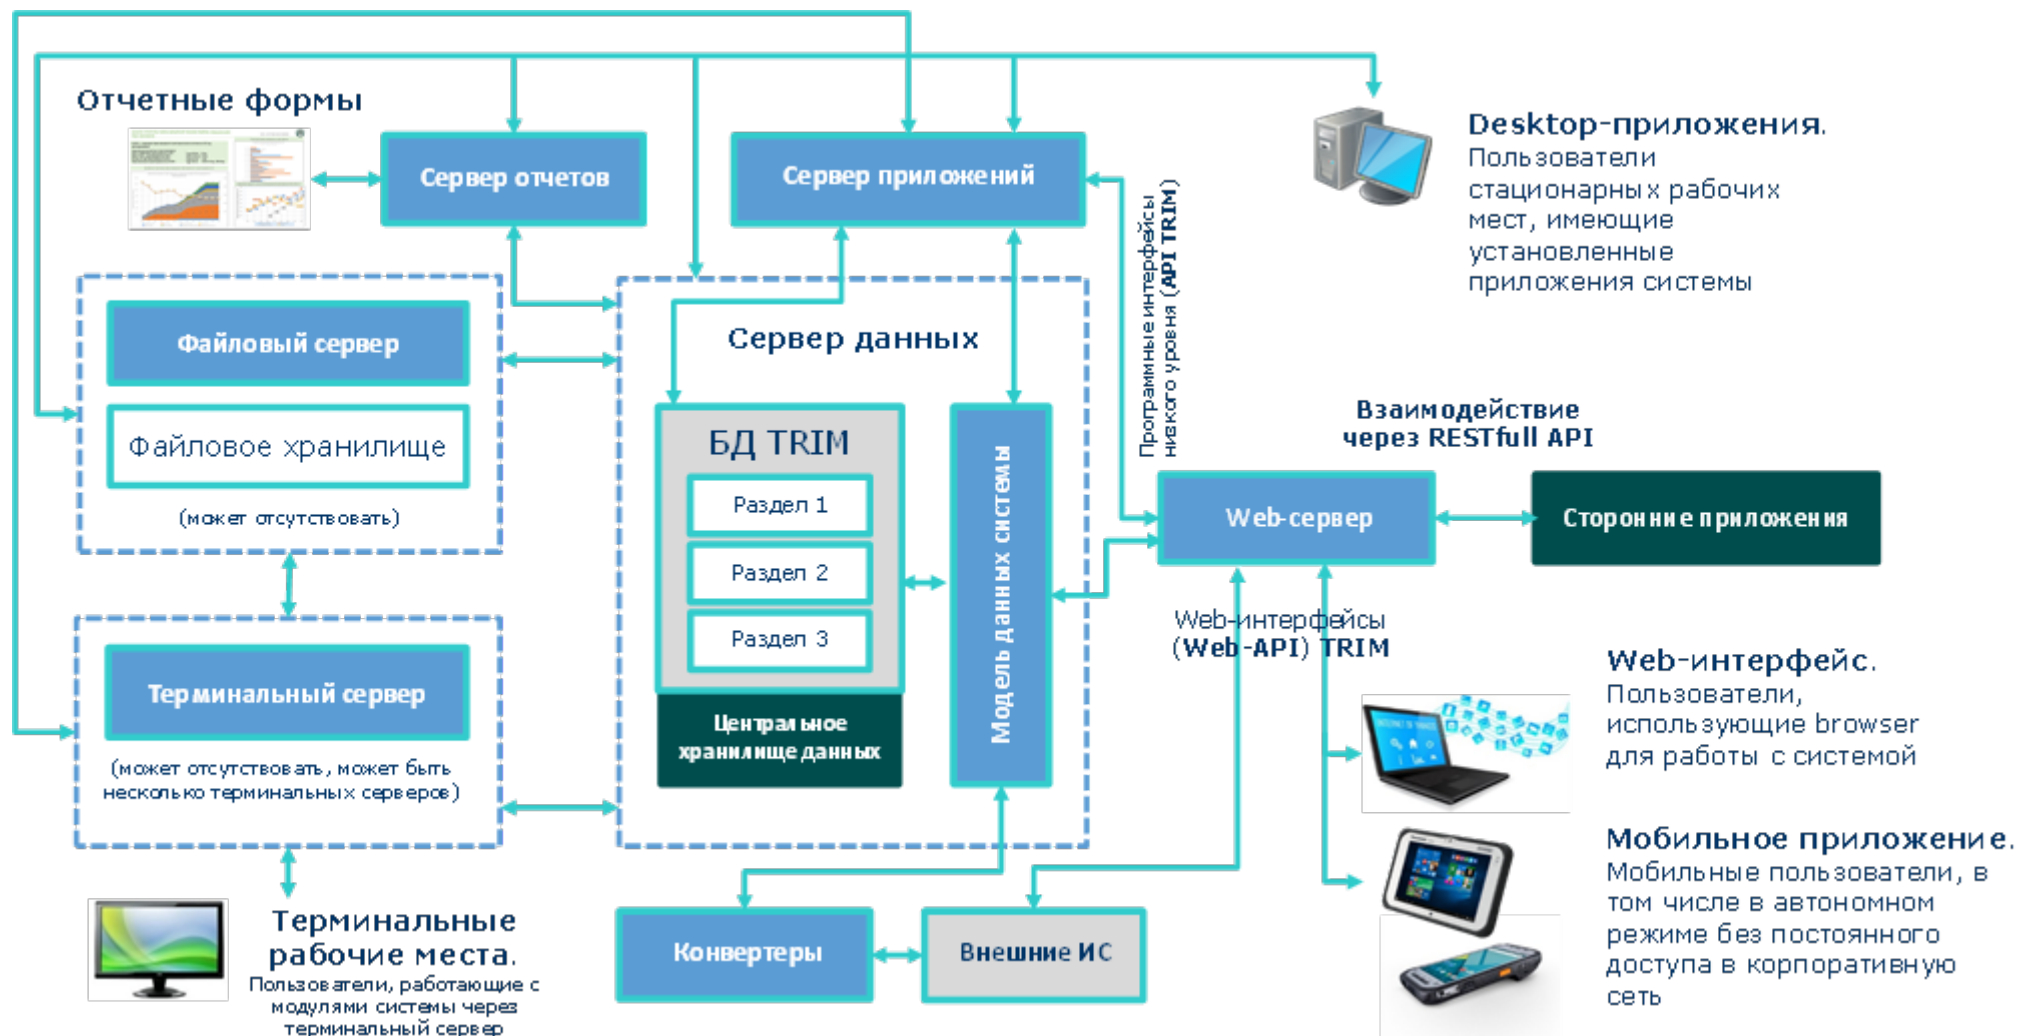 Отчетные формы
Сервер отчетов
Сервер приложений
Desktop-приложения.
Пользователи
стационарных рабочих
мест, имеющие
установленные
приложения системы
Программные интерфейсы
низкого уровня (API TRIM)
Файловый сервер
Файловое хранилище
(может отсутствовать)
Сервер данных
БД TRIM
Раздел 1
Раздел 2
Раздел 3
Центральное
хранилище данных
Модель данных системы
Взаимодействие
через RESTfull API
Web-сервер
Сторонние приложения
Web-интерфейсы
(Web-API) TRIM
Терминальный сервер
(может отсутствовать, может быть
несколько терминальных серверов)
Web-интерфейс.
Пользователи,
использующие browser
для работы с системой
Мобильное приложение.
Мобильные пользователи, в
том числе в автономном
режиме без постоянного
доступа в корпоративную
сеть
Терминальные
рабочие места.
Пользователи, работающие с
модулями системы через
терминальный сервер
Конвертеры
Внешние ИС